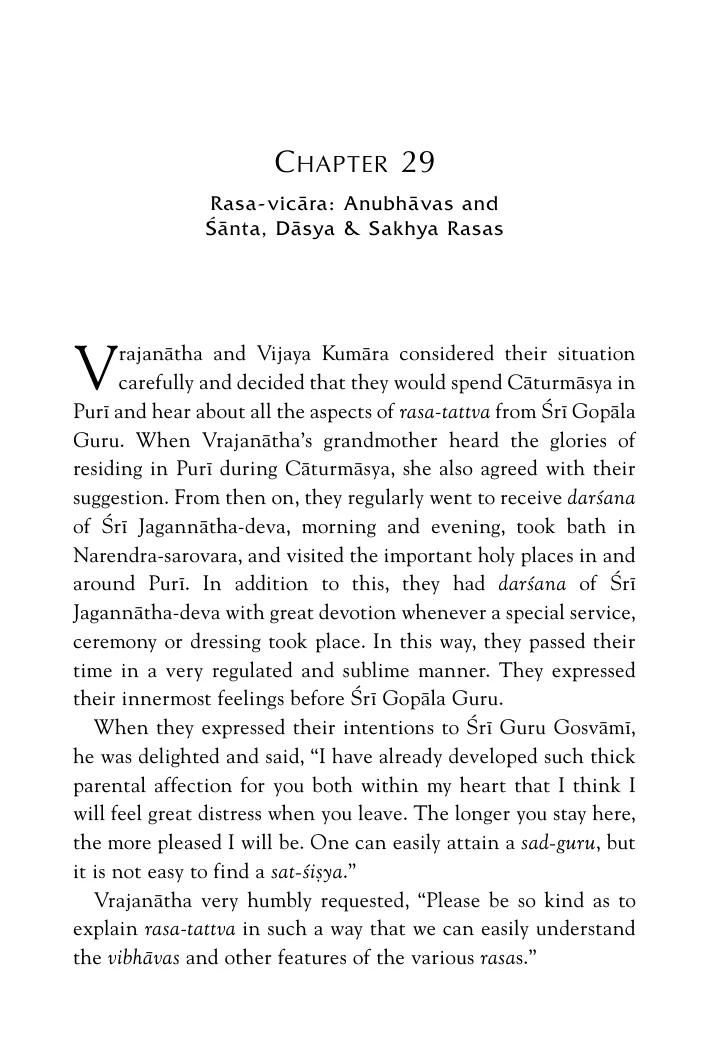 CHAPTER 29
Rasa-vicāra: Anubhāvas and
Śānta, Dāsya & Sakhya Rasas
Vrajanātha and Vijaya Kumāra considered their situation
carefully and decided that they would spend Cāturmāsya in
Purī and hear about all the aspects of rasa-tattva from Śrī Gopāla
Guru. When Vrajanātha’s grandmother heard the glories of
residing in Purī during Cāturmāsya, she also agreed with their
suggestion. From then on, they regularly went to receive darśana
of Śrī Jagannātha-deva, morning and evening, took bath in
Narendra-sarovara, and visited the important holy places in and
around Purī. In addition to this, they had darśana of Śrī
Jagannātha-deva with great devotion whenever a special service,
ceremony or dressing took place. In this way, they passed their
time in a very regulated and sublime manner. They expressed
their innermost feelings before Śrī Gopāla Guru.
When they expressed their intentions to Śrī Guru Gosvāmī,
he was delighted and said, “I have already developed such thick
parental affection for you both within my heart that I think I
will feel great distress when you leave. The longer you stay here,
the more pleased I will be. One can easily attain a sad-guru, but
it is not easy to find a sat-śiṣya.”
Vrajanātha very humbly requested, “Please be so kind as to
explain rasa-tattva in such a way that we can easily understand
the vibhāvas and other features of the various rasas.”